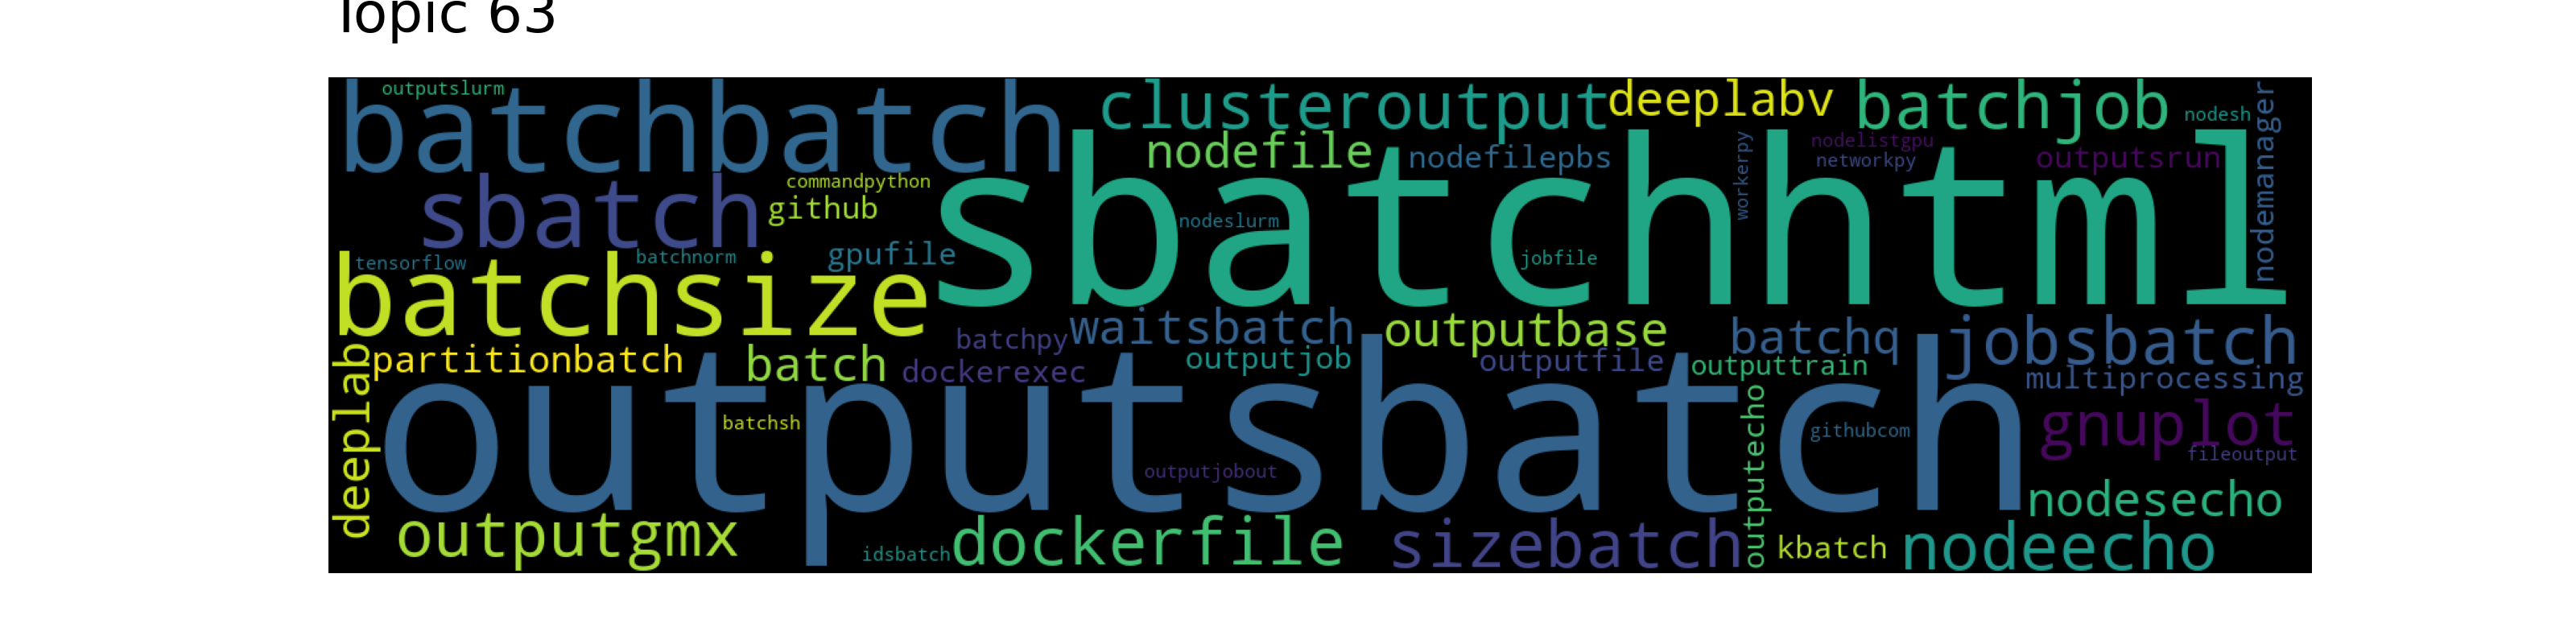 Topic 63
outputslurm
batchbatch
clusteroutput
deeplabv
batchjob
nodesh
nodemanager
nodefile
nodefilepbs
workerpy
nodelistgpu
networkpy
outputsrun
sbatch
commandpython
github
sbatchhtml
nodeslurm
jobfile
tensorflow
batchnorm
gpufile
batchsize
batchpy
waitsbatch
outputbase
batchq
jobsbatch
deeplab
partitionbatch
batch
dockerexec
outputjob
outputfile
outputtrain
multiprocessing
outputsbatch
batchsh
outputjobout
outputecho
githubcom
gnuplot
fileoutput
outputgmx
idsbatch
dockerfile
sizebatch
kbatch
nodesecho
nodeecho